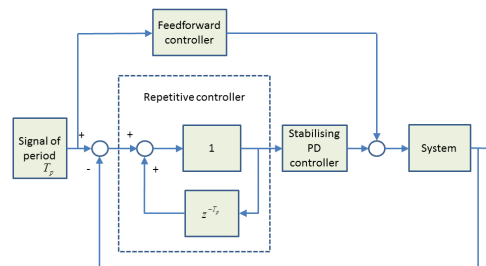 Feedforward
controller
Repetitive controller
+
+
Signal of
period
T_p
-
+
1
Stabilising
PD
controller
System
z^{-T_p}